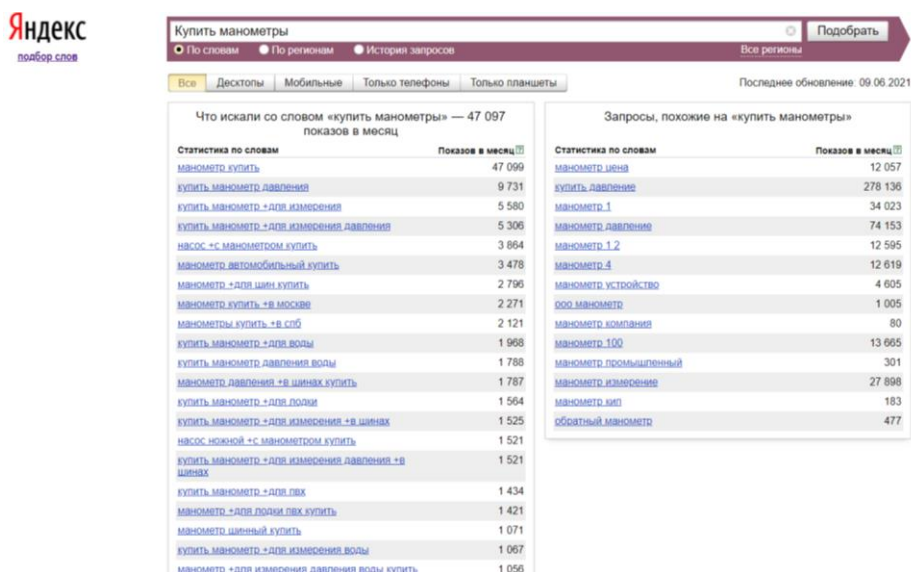 Яндекс
подбор слов
Купить манометры
Подобрать
По словам
По регионам
История запросов
Все регионы
Все
Десктопы
Мобильные
Только телефоны
Только планшеты
Последнее обновление: 09.06.2021
Что искали со словом «купить манометры» — 47 097
показов в месяц
Статистика по словам Показов в месяц ?
манометр купить 47 099
купить манометр давления 9 731
купить манометр +для измерения 5 580
купить манометр +для измерения давления 5 306
насос +с манометром купить 3 864
манометр автомобильный купить 3 478
манометр +для шин купить 2 796
манометр купить +в москве 2 271
манометры купить +в спб 2 121
купить манометр +для воды 1 968
купить манометр давления воды 1 788
манометр давления +в шинах купить 1 787
купить манометр +для лодки 1 564
купить манометр +для измерения +в шинах 1 525
насос ножной +с манометром купить 1 521
купить манометр +для измерения давления +в
шинах 1 521
купить манометр +для пвх 1 434
манометр +для лодки пвх купить 1 421
манометр шинный купить 1 071
купить манометр +для измерения воды 1 067
манометр +для измерения давления воды купить 1 056
Запросы, похожие на «купить манометры»
Статистика по словам Показов в месяц ?
манометр цена 12 057
купить давление 278 136
манометр 1 34 023
манометр давление 74 153
манометр 1 2 12 595
манометр 4 12 619
манометр устройство 4 605
ооо манометр 1 005
манометр компания 80
манометр 100 13 665
манометр промышленный 301
манометр измерение 27 898
манометр кип 183
обратный манометр 477